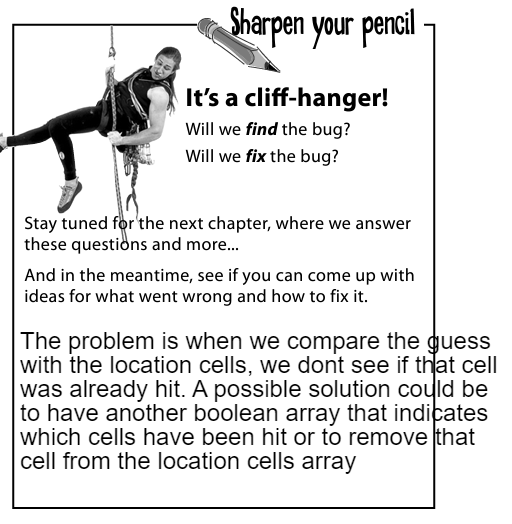 Sharpen your pencil
It's a cliff-hanger!
Will we find the bug?
Will we fix the bug?
Stay tuned for the next chapter, where we answer
these questions and more...
And in the meantime, see if you can come up with
ideas for what went wrong and how to fix it.
The problem is when we compare the guess
with the location cells, we dont see if that cell
was already hit. A possible solution could be
to have another boolean array that indicates
which cells have been hit or to remove that
cell from the location cells array